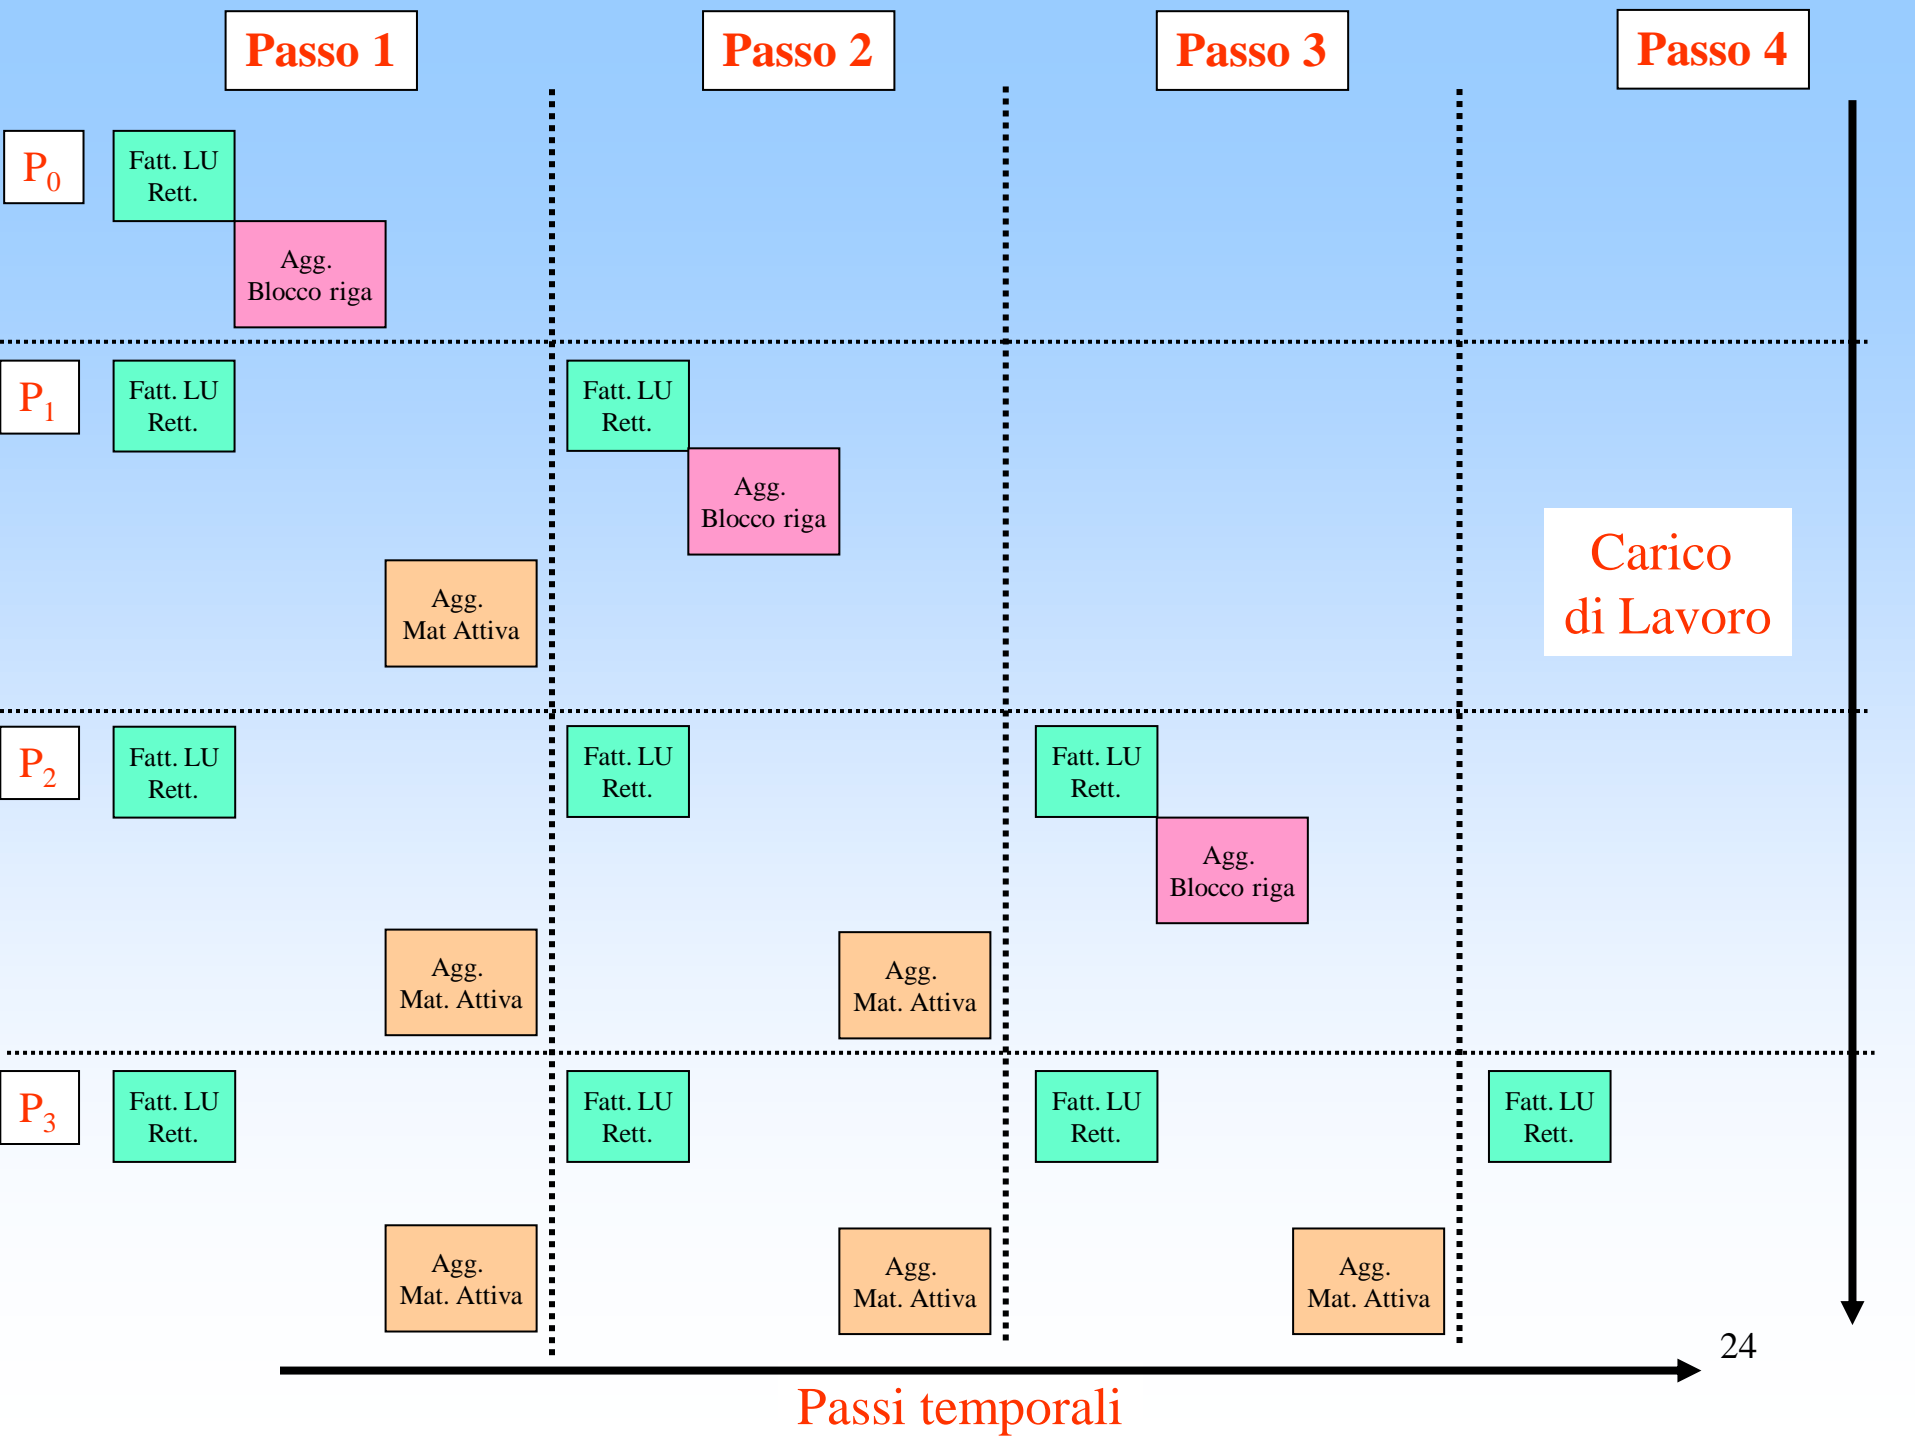 Passo 1
Passo 2
Passo 3
Passo 4
P0
Fatt. LU
Rett.
Agg.
Blocco riga
P1
Fatt. LU
Rett.
Fatt. LU
Rett.
Agg.
Blocco riga
Agg.
Mat Attiva
Carico
di Lavoro
P2
Fatt. LU
Rett.
Fatt. LU
Rett.
Fatt. LU
Rett.
Agg.
Blocco riga
Agg.
Mat. Attiva
Agg.
Mat. Attiva
P3
Fatt. LU
Rett.
Fatt. LU
Rett.
Fatt. LU
Rett.
Fatt. LU
Rett.
Agg.
Mat. Attiva
Agg.
Mat. Attiva
Agg.
Mat. Attiva
24
Passi temporali